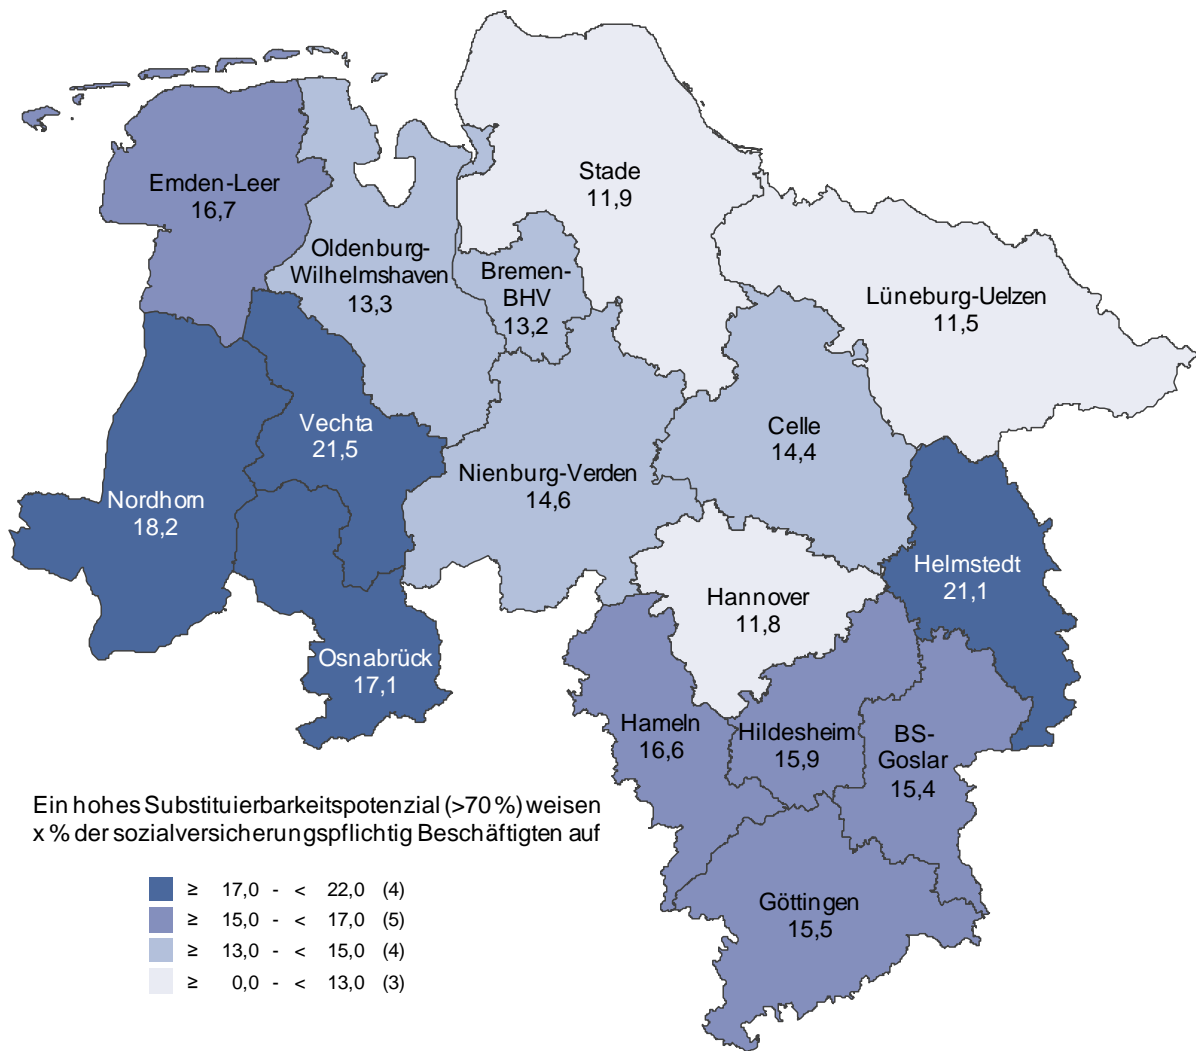 Stade
11,9
Emden-Leer
16,7
Oldenburg-
Wilhelmshaven
13,3
Bremen-
BHV
13,2
Lüneburg-Uelzen
11,5
Vechta
21,5
Celle
14,4
Nienburg-Verden
14,6
Nordhorn
18,2
Helmstedt
21,1
Hannover
11,8
Osnabrück
17,1
Hameln
16,6
Hildesheim
15,9
BS-
Goslar
15,4
Göttingen
15,5
Ein hohes Substituierbarkeitspotenzial (>70 %) weisen
x % der sozialversicherungspflichtig Beschäftigten auf
≥ 17,0 - < 22,0 (4)
≥ 15,0 - < 17,0 (5)
≥ 13,0 - < 15,0 (4)
≥ 0,0 - < 13,0 (3)